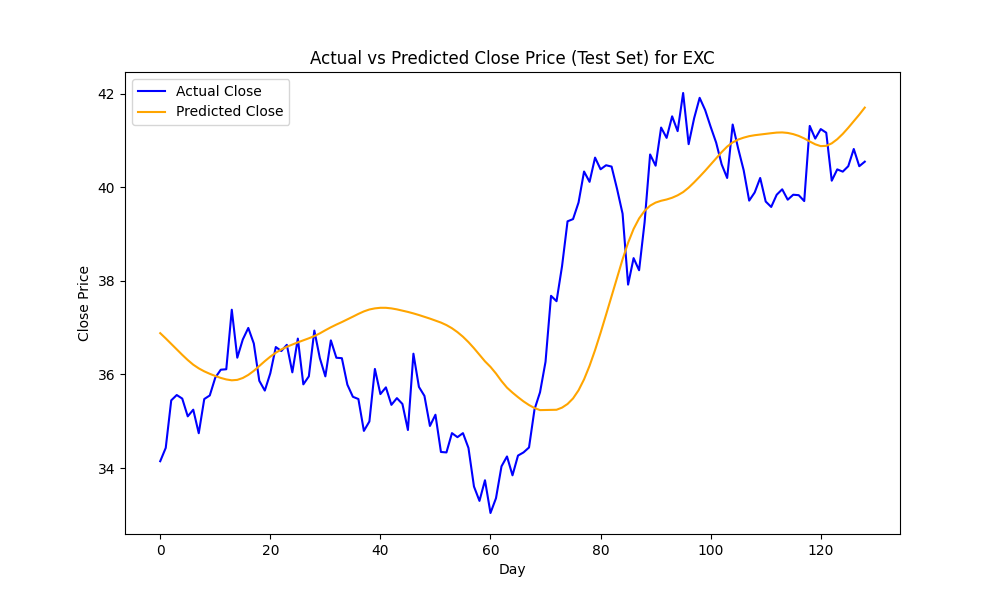 Actual vs Predicted Close Price (Test Set) for EXC
Actual Close
Predicted Close
42
40
38
36
34
Close Price
0 20 40 60 80 100 120
Day